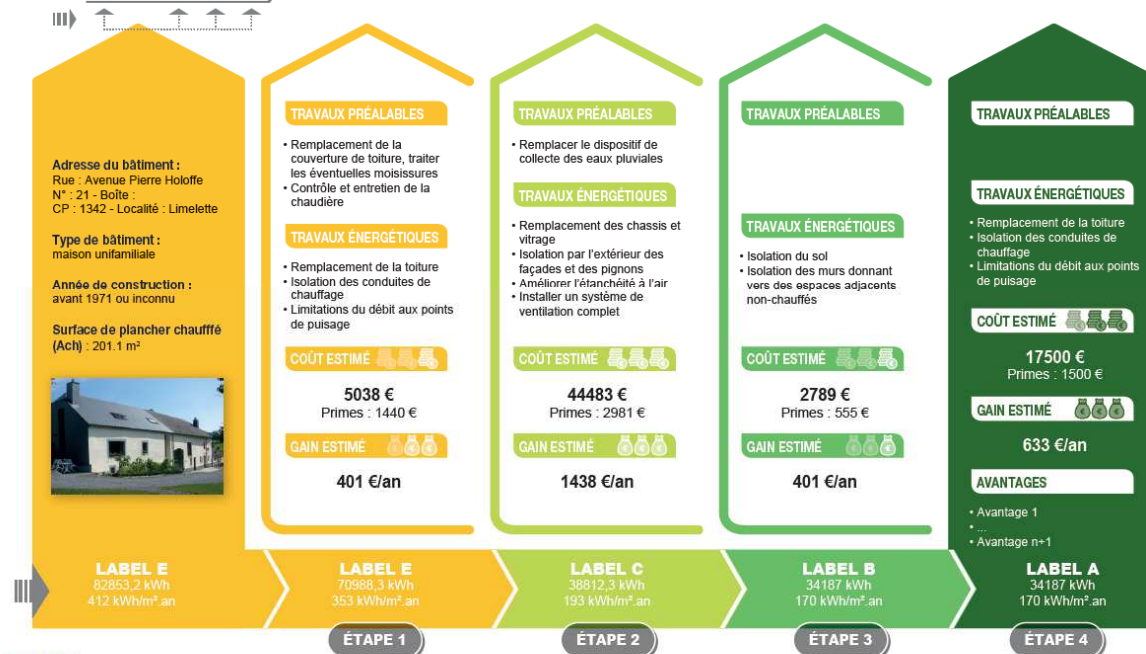 Adresse du bâtiment :
Rue : Avenue Pierre Holoffe
N° : 21 - Boîte :
CP : 1342 - Localité : Limelette
Type de bâtiment :
maison unifamiliale
Année de construction :
avant 1971 ou inconnu
Surface de plancher chaufffé
(Ach) : 201.1 m²
LABEL E
82853,2 kWh
412 kWh/m².an
TRAVAUX PRÉALABLES
• Remplacement de la
couverture de toiture, traiter
les éventuelles moisissures
• Contrôle et entretien de la
chaudière
TRAVAUX ÉNERGÉTIQUES
• Remplacement de la toiture
• Isolation des conduites de
chauffage
• Limitations du débit aux points
de puisage
COÛT ESTIMÉ
5038 €
Primes : 1440 €
GAIN ESTIMÉ
401 €/an
LABEL E
70988,3 kWh
353 kWh/m².an
ÉTAPE 1
TRAVAUX PRÉALABLES
• Remplacer le dispositif de
collecte des eaux pluviales
TRAVAUX ÉNERGÉTIQUES
• Remplacement des chassis et
vitrage
• Isolation par l'extérieur des
façades et des pignons
• Améliorer l'étanchéité à l'air
• Installer un système de
ventilation complet
COÛT ESTIMÉ
44483 €
Primes : 2981 €
GAIN ESTIMÉ
1438 €/an
LABEL C
38812,3 kWh
193 kWh/m².an
ÉTAPE 2
TRAVAUX PRÉALABLES
TRAVAUX ÉNERGÉTIQUES
• Isolation du sol
• Isolation des murs donnant
vers des espaces adjacents
non-chauffés
COÛT ESTIMÉ
2789 €
Primes : 555 €
GAIN ESTIMÉ
401 €/an
LABEL B
34187 kWh
170 kWh/m².an
ÉTAPE 3
TRAVAUX PRÉALABLES
TRAVAUX ÉNERGÉTIQUES
• Remplacement de la toiture
• Isolation des conduites de
chauffage
• Limitations du débit aux points
de puisage
COÛT ESTIMÉ
17500 €
Primes : 1500 €
GAIN ESTIMÉ
633 €/an
AVANTAGES
• Avantage 1
• ...
• Avantage n+1
LABEL A
34187 kWh
170 kWh/m².an
ÉTAPE 4